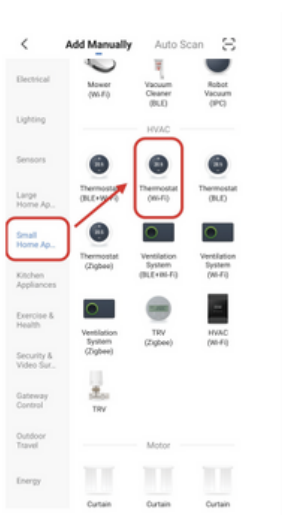 Add Manually
Auto Scan
Electrical
Lighting
Sensors
Large
Home Ap...
Small
Home Ap...
Kitchen
Appliances
Exercise &
Health
Security &
Video Sur...
Gateway
Control
Outdoor
Travel
Energy
Mower
(Wi-Fi)
Vacuum
Cleaner
(BLE)
Robot
Vacuum
(IPC)
HVAC
Thermostat
(BLE+Wi-Fi)
Thermostat
(Wi-Fi)
Thermostat
(BLE)
Thermostat
(Zigbee)
Ventilation
System
(BLE+Wi-Fi)
Ventilation
System
(Wi-Fi)
Ventilation
System
(Zigbee)
TRV
(Zigbee)
HVAC
(Wi-Fi)
TRV
Motor
Curtain
Curtain
Curtain